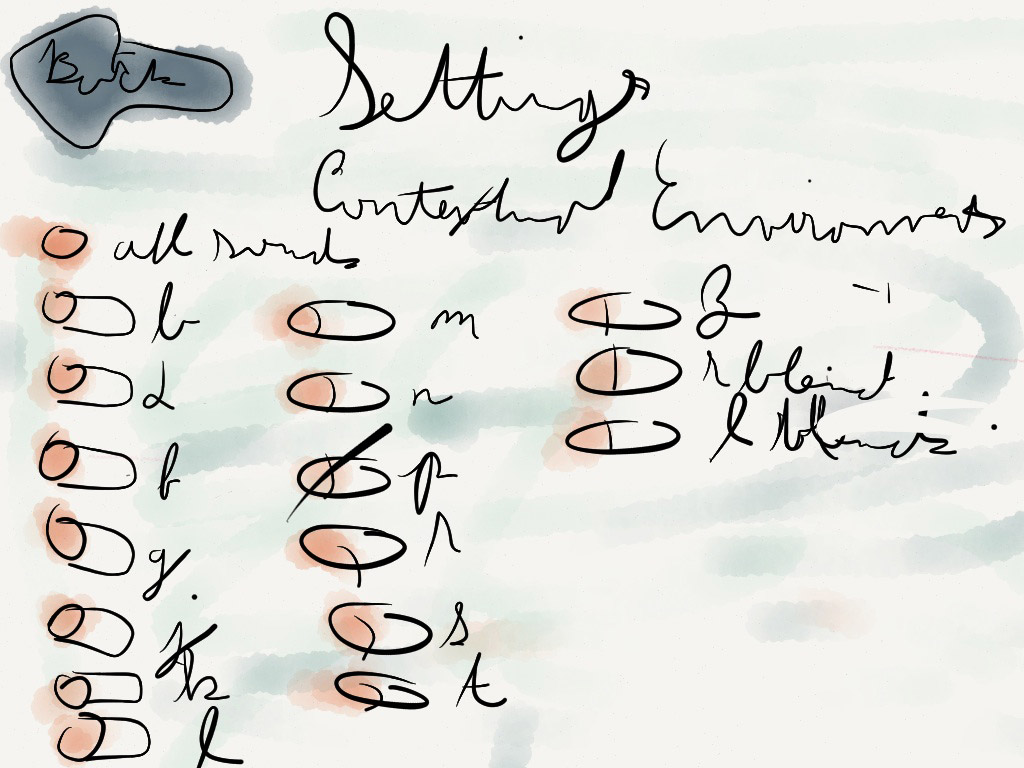 Back
Settings
Contextual Environments
all sounds
b
d
f
g
j
k
l
m
n
p
r
s
t
z
r blends
l blends